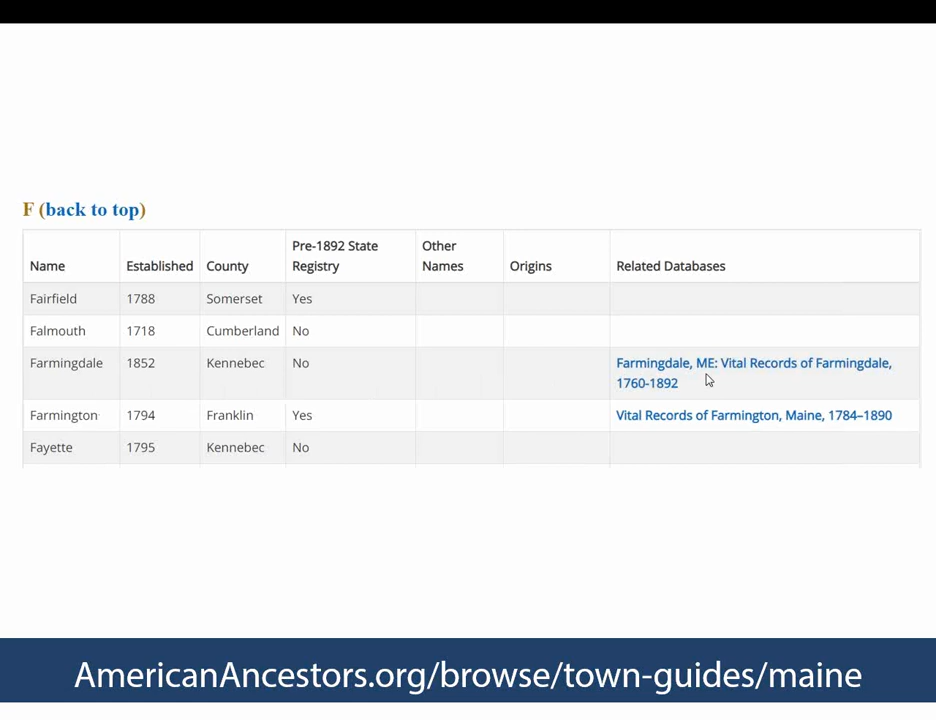 F (back to top)
Name Established County Pre-1892 State Registry Other Names Origins Related Databases
Fairfield 1788 Somerset Yes
Falmouth 1718 Cumberland No
Farmingdale 1852 Kennebec No Farmingdale, ME: Vital Records of Farmingdale,
1760-1892
Farmington 1794 Franklin Yes Vital Records of Farmington, Maine, 1784–1890
Fayette 1795 Kennebec No
AmericanAncestors.org/browse/town-guides/maine